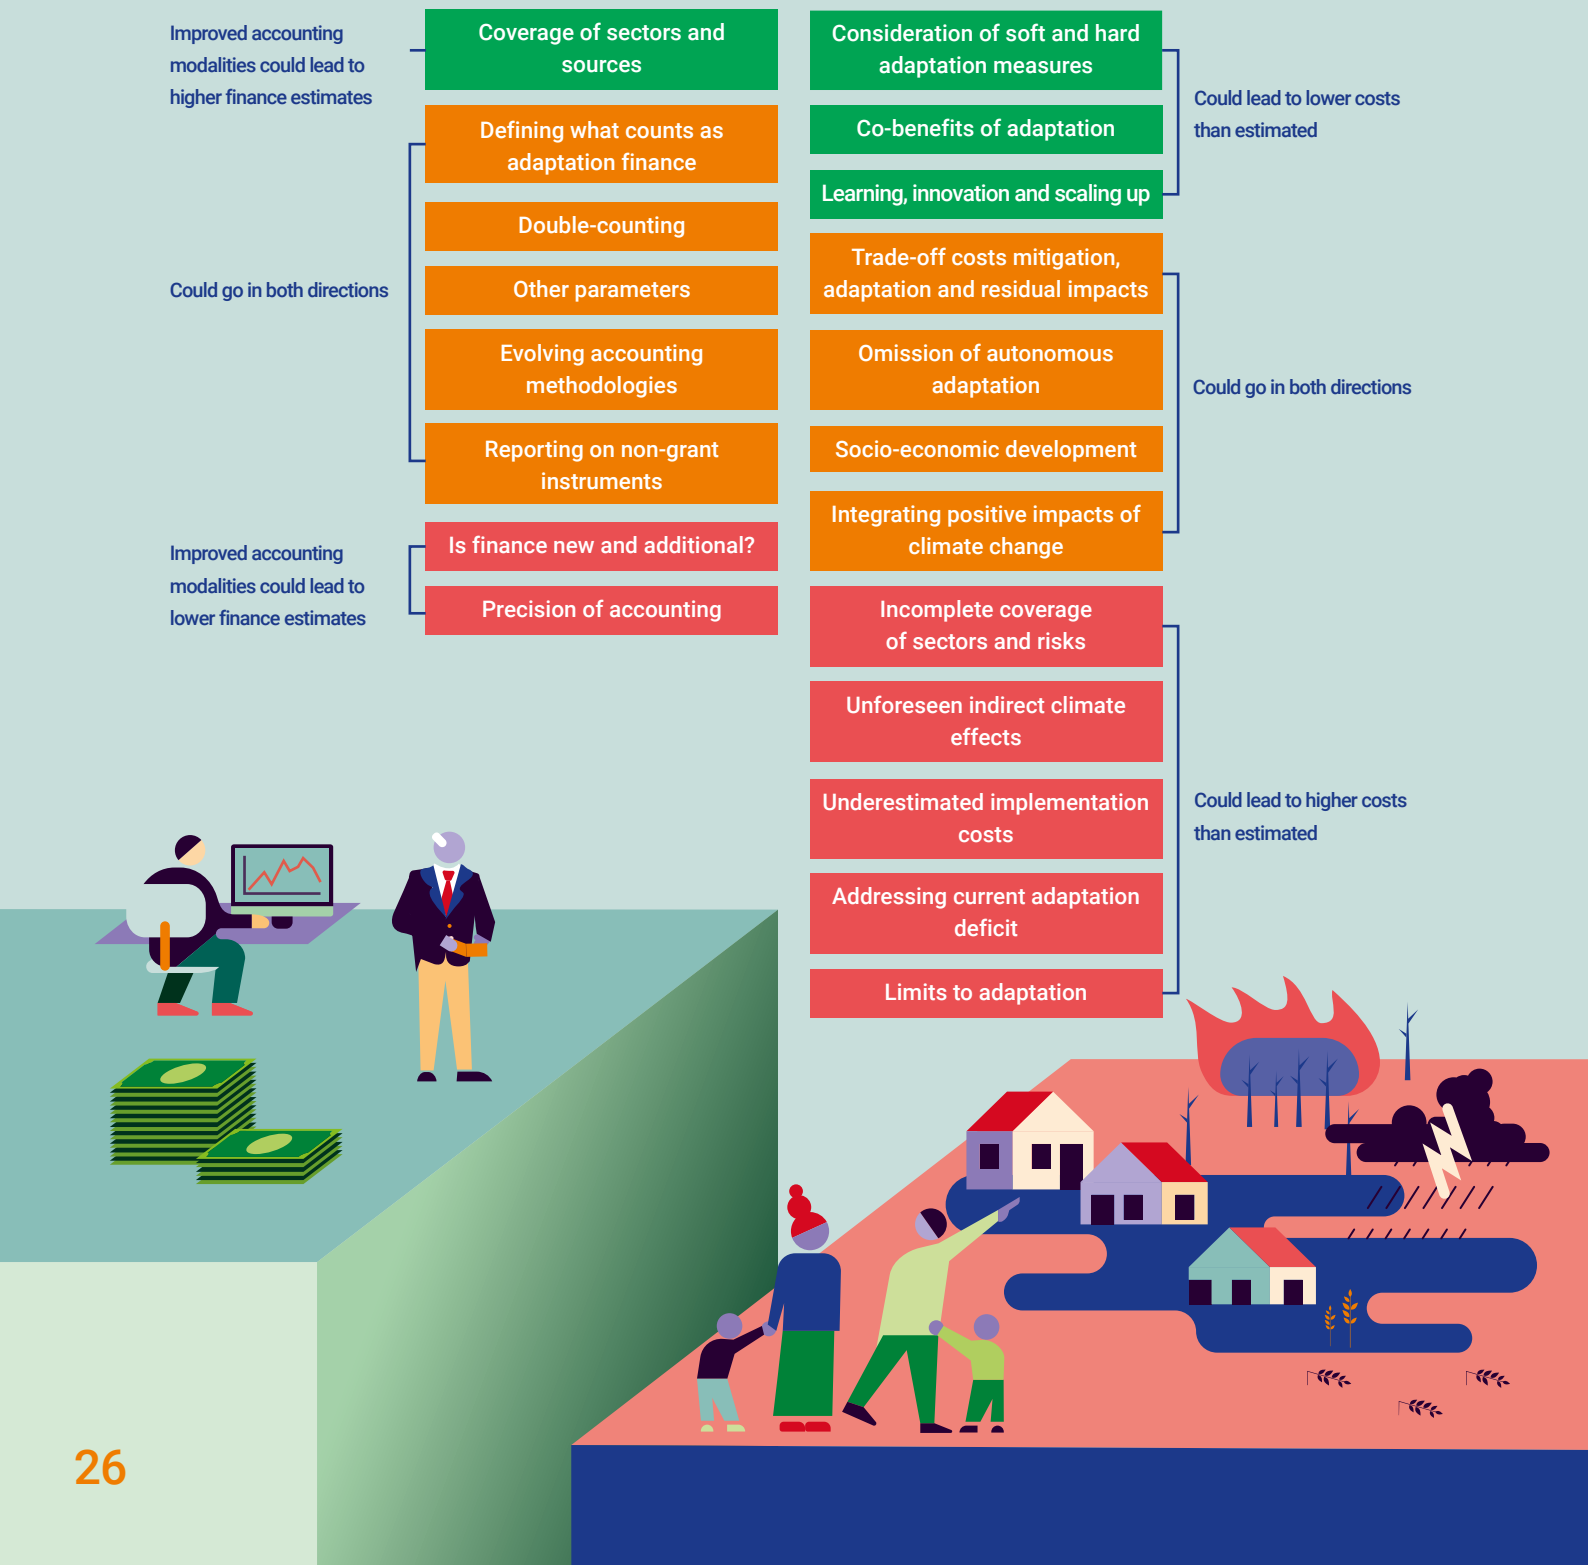 Improved accounting
modalities could lead to
higher finance estimates
Coverage of sectors and
sources
Could go in both directions
Defining what counts as
adaptation finance
Double-counting
Other parameters
Evolving accounting
methodologies
Reporting on non-grant
instruments
Improved accounting
modalities could lead to
lower finance estimates
Is finance new and additional?
Precision of accounting
Consideration of soft and hard
adaptation measures
Co-benefits of adaptation
Learning, innovation and scaling up
Could lead to lower costs
than estimated
Trade-off costs mitigation,
adaptation and residual impacts
Omission of autonomous
adaptation
Socio-economic development
Integrating positive impacts of
climate change
Could go in both directions
Incomplete coverage
of sectors and risks
Unforeseen indirect climate
effects
Underestimated implementation
costs
Addressing current adaptation
deficit
Limits to adaptation
Could lead to higher costs
than estimated
26